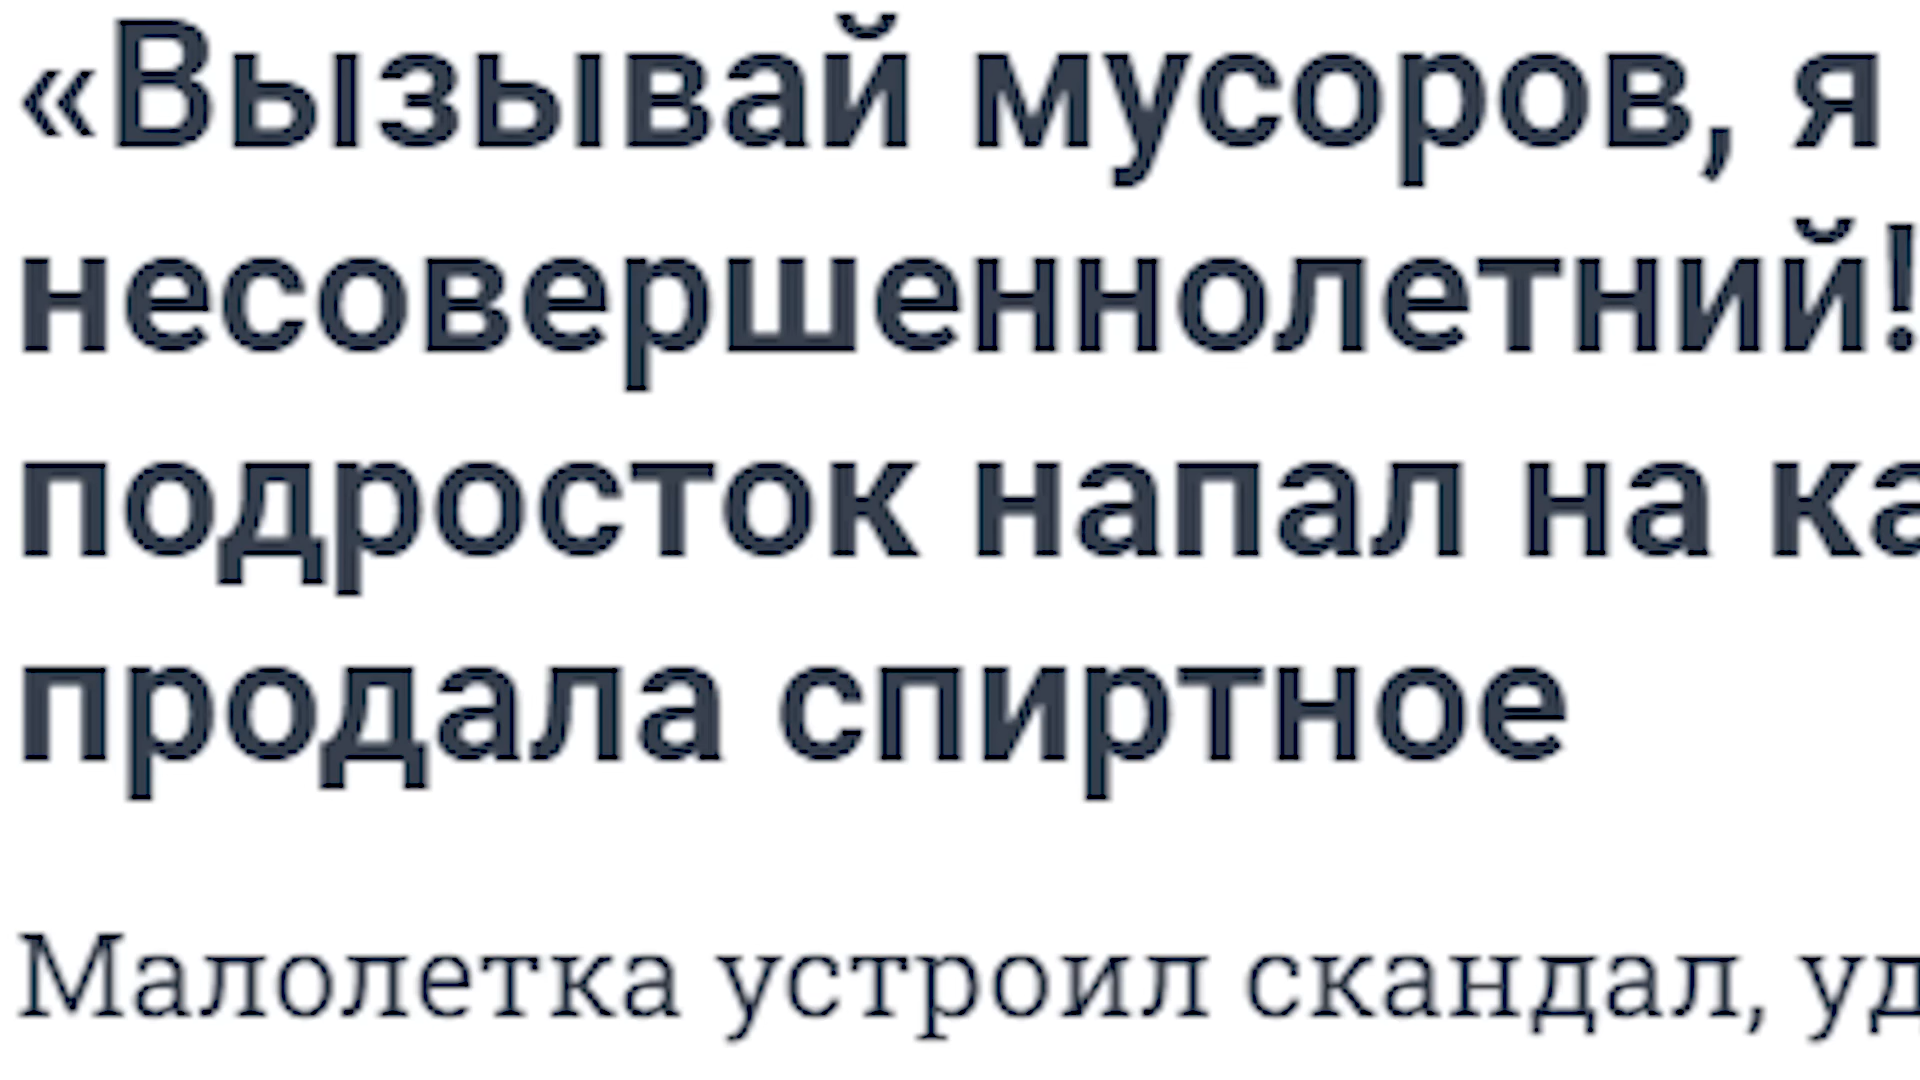 «Вызывай мусоров, я
несовершеннолетний!
подросток напал на
продала спиртное
Малолетка устроил скандал,